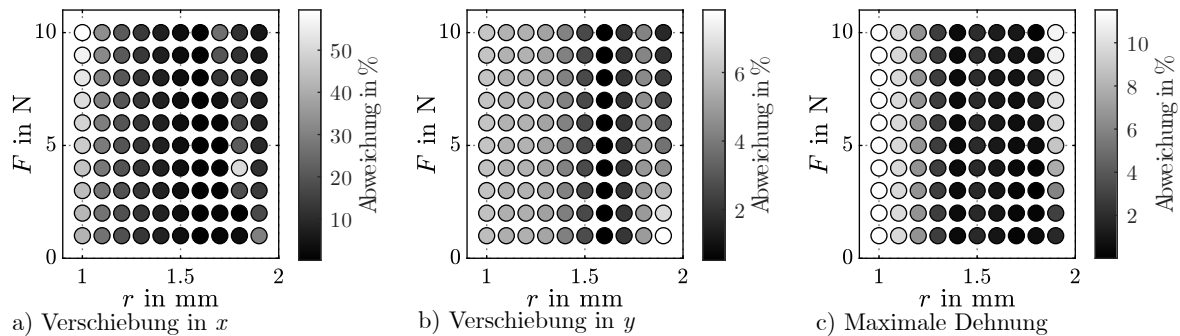 10
5
0
F in N
1
1.5
2
r in mm
50
40
30
20
10
Abweichung in %
a) Verschiebung in x
10
5
0
F in N
1
1.5
2
r in mm
6
4
2
Abweichung in %
b) Verschiebung in y
10
5
0
F in N
1
1.5
2
r in mm
10
8
6
4
2
Abweichung in %
c) Maximale Dehnung